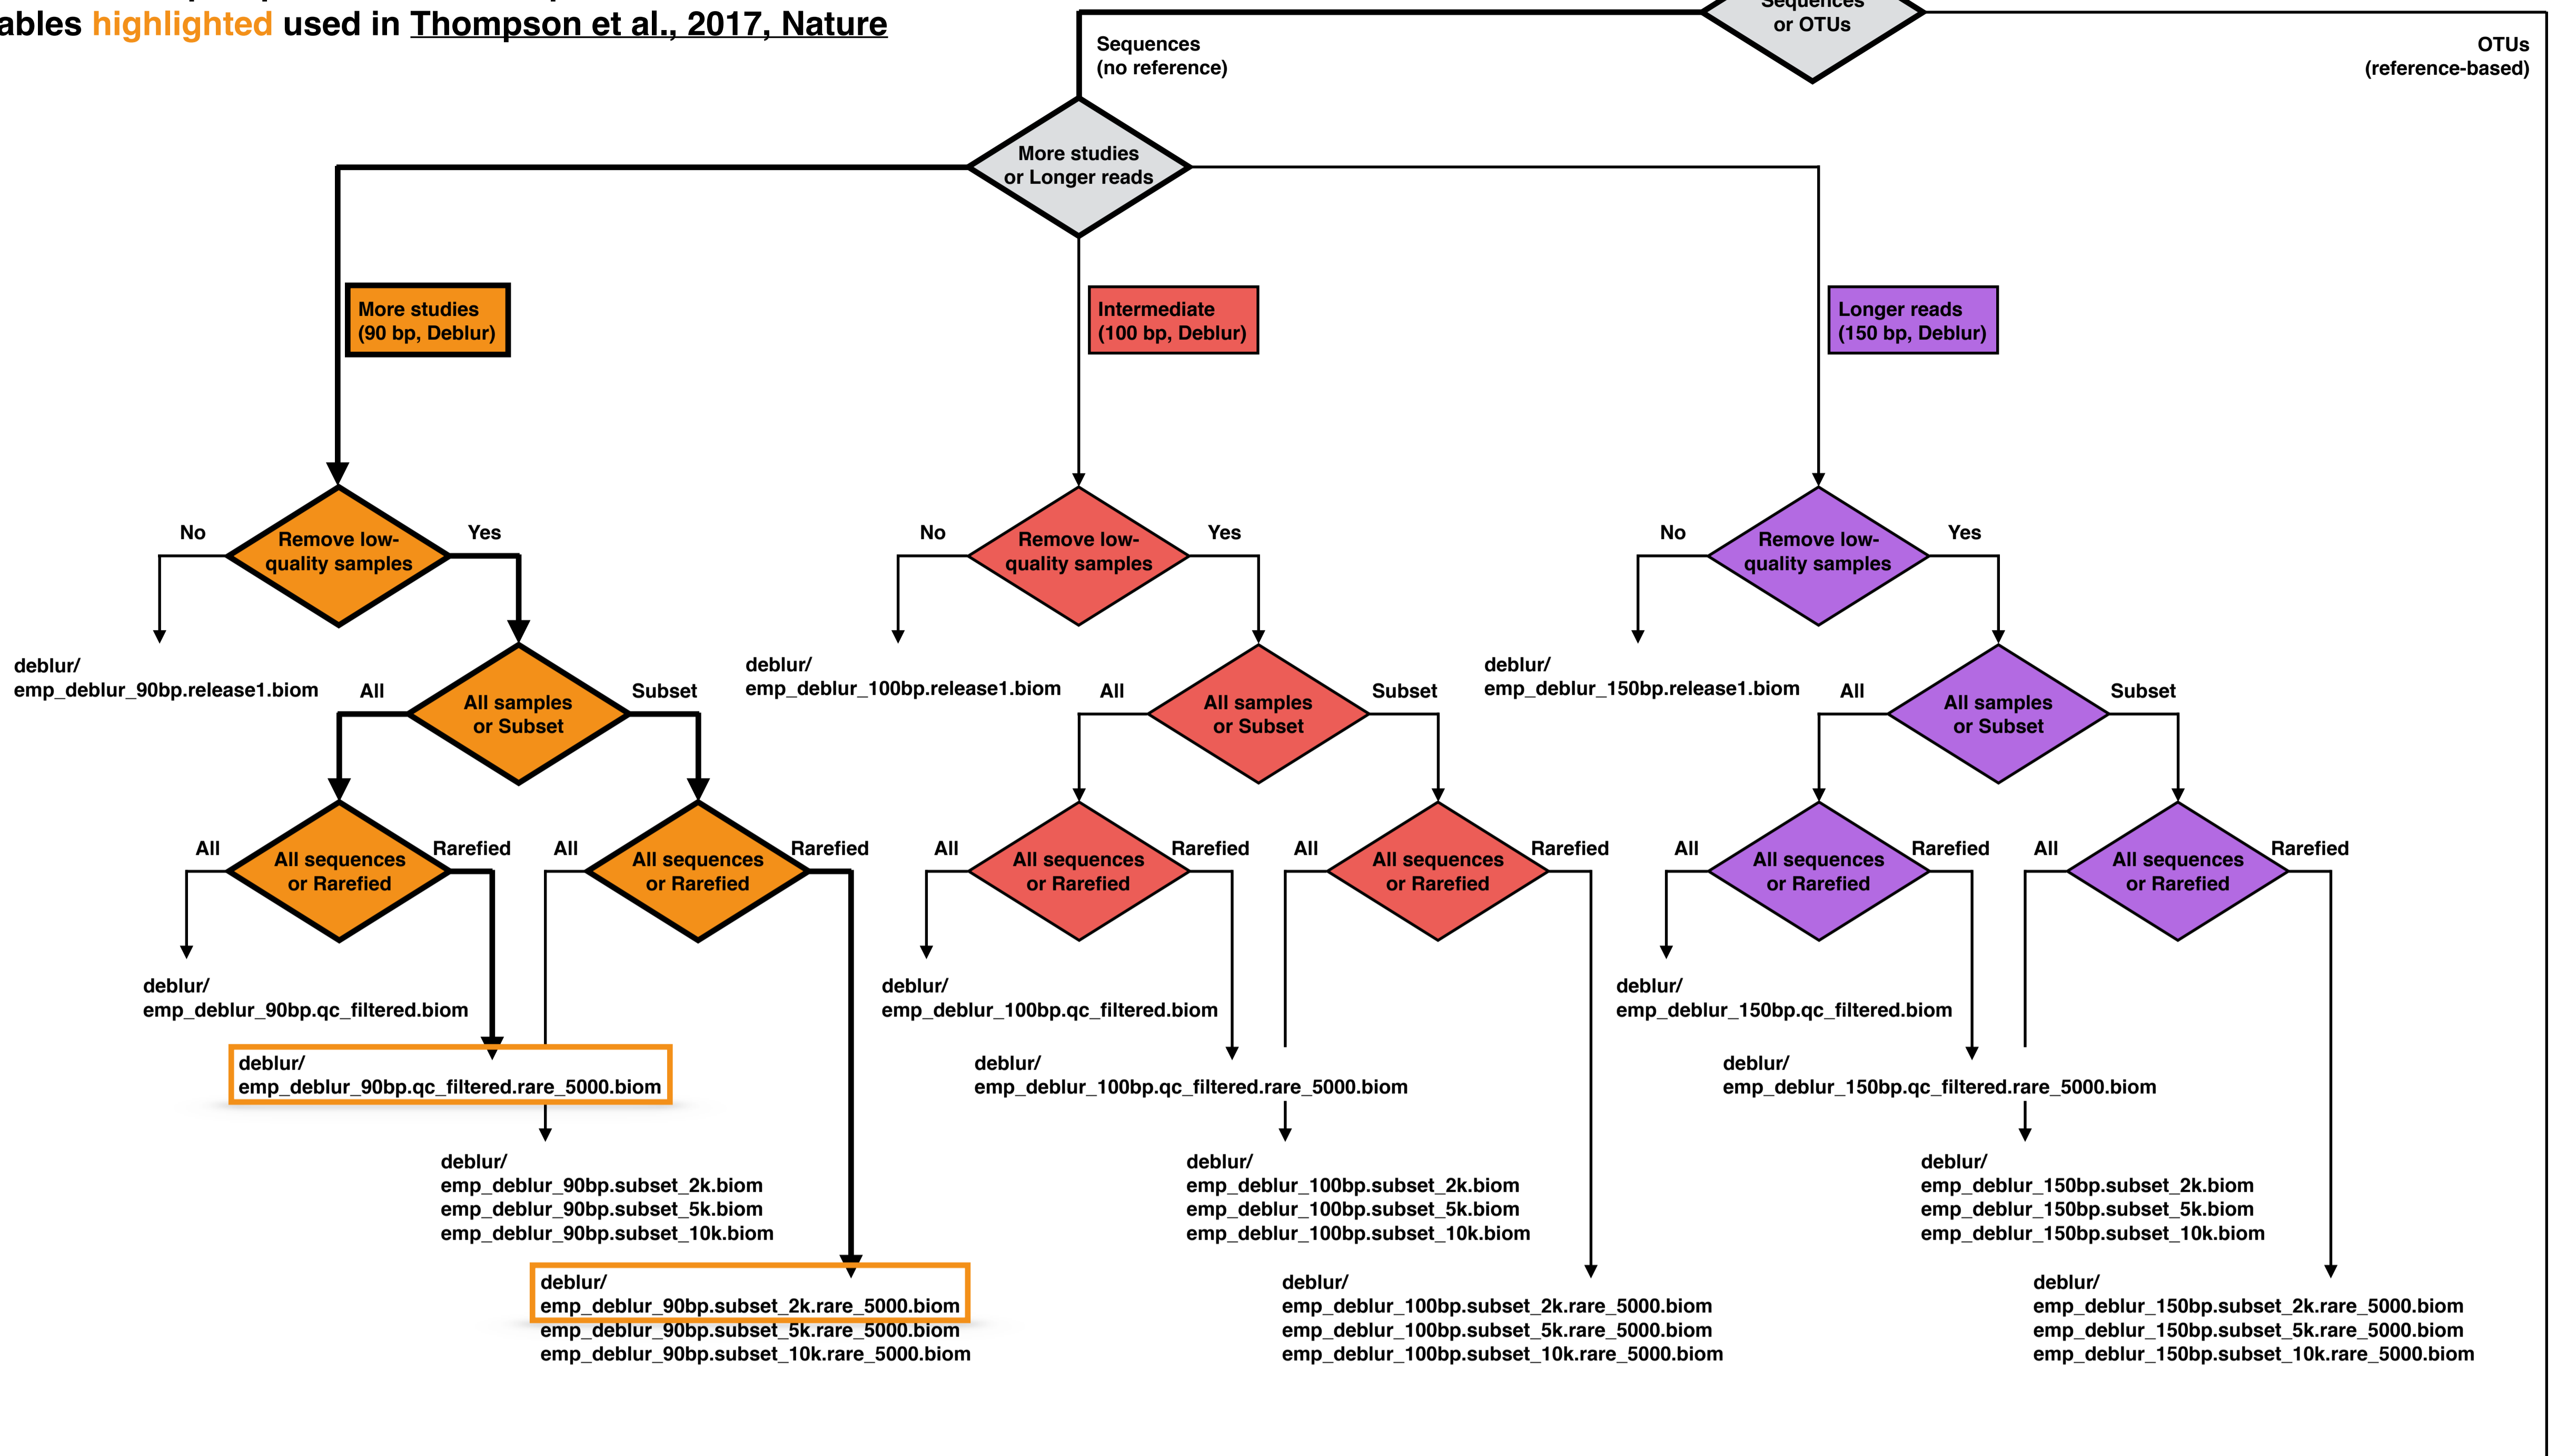 ables highlighted used in Thompson et al., 2017, Nature
Sequences
or OTUs
Sequences
(no reference)
OTUs
(reference-based)
More studies
or Longer reads
More studies
(90 bp, Deblur)
Intermediate
(100 bp, Deblur)
Longer reads
(150 bp, Deblur)
No
Remove low-
quality samples
Yes
No
Remove low-
quality samples
Yes
No
Remove low-
quality samples
Yes
deblur/
emp_deblur_90bp.release1.biom
All
All samples
or Subset
Subset
deblur/
emp_deblur_100bp.release1.biom
All
All samples
or Subset
Subset
deblur/
emp_deblur_150bp.release1.biom
All
All samples
or Subset
Subset
All
All sequences
or Rarefied
Rarefied
All
All sequences
or Rarefied
Rarefied
All
All sequences
or Rarefied
Rarefied
All
All sequences
or Rarefied
Rarefied
All
All sequences
or Rarefied
Rarefied
All
All sequences
or Rarefied
Rarefied
deblur/
emp_deblur_90bp.qc_filtered.biom
deblur/
emp_deblur_100bp.qc_filtered.biom
deblur/
emp_deblur_150bp.qc_filtered.biom
deblur/
emp_deblur_90bp.qc_filtered.rare_5000.biom
deblur/
emp_deblur_100bp.qc_filtered.rare_5000.biom
deblur/
emp_deblur_150bp.qc_filtered.rare_5000.biom
deblur/
emp_deblur_90bp.subset_2k.biom
emp_deblur_90bp.subset_5k.biom
emp_deblur_90bp.subset_10k.biom
deblur/
emp_deblur_100bp.subset_2k.biom
emp_deblur_100bp.subset_5k.biom
emp_deblur_100bp.subset_10k.biom
deblur/
emp_deblur_150bp.subset_2k.biom
emp_deblur_150bp.subset_5k.biom
emp_deblur_150bp.subset_10k.biom
deblur/
emp_deblur_90bp.subset_2k.rare_5000.biom
emp_deblur_90bp.subset_5k.rare_5000.biom
emp_deblur_90bp.subset_10k.rare_5000.biom
deblur/
emp_deblur_100bp.subset_2k.rare_5000.biom
emp_deblur_100bp.subset_5k.rare_5000.biom
emp_deblur_100bp.subset_10k.rare_5000.biom
deblur/
emp_deblur_150bp.subset_2k.rare_5000.biom
emp_deblur_150bp.subset_5k.rare_5000.biom
emp_deblur_150bp.subset_10k.rare_5000.biom